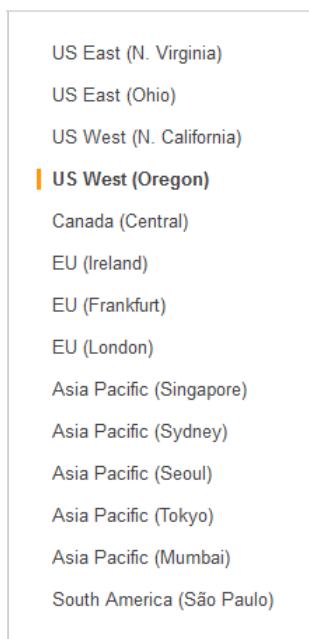 US East (N. Virginia)
US East (Ohio)
US West (N. California)
US West (Oregon)
Canada (Central)
EU (Ireland)
EU (Frankfurt)
EU (London)
Asia Pacific (Singapore)
Asia Pacific (Sydney)
Asia Pacific (Seoul)
Asia Pacific (Tokyo)
Asia Pacific (Mumbai)
South America (São Paulo)